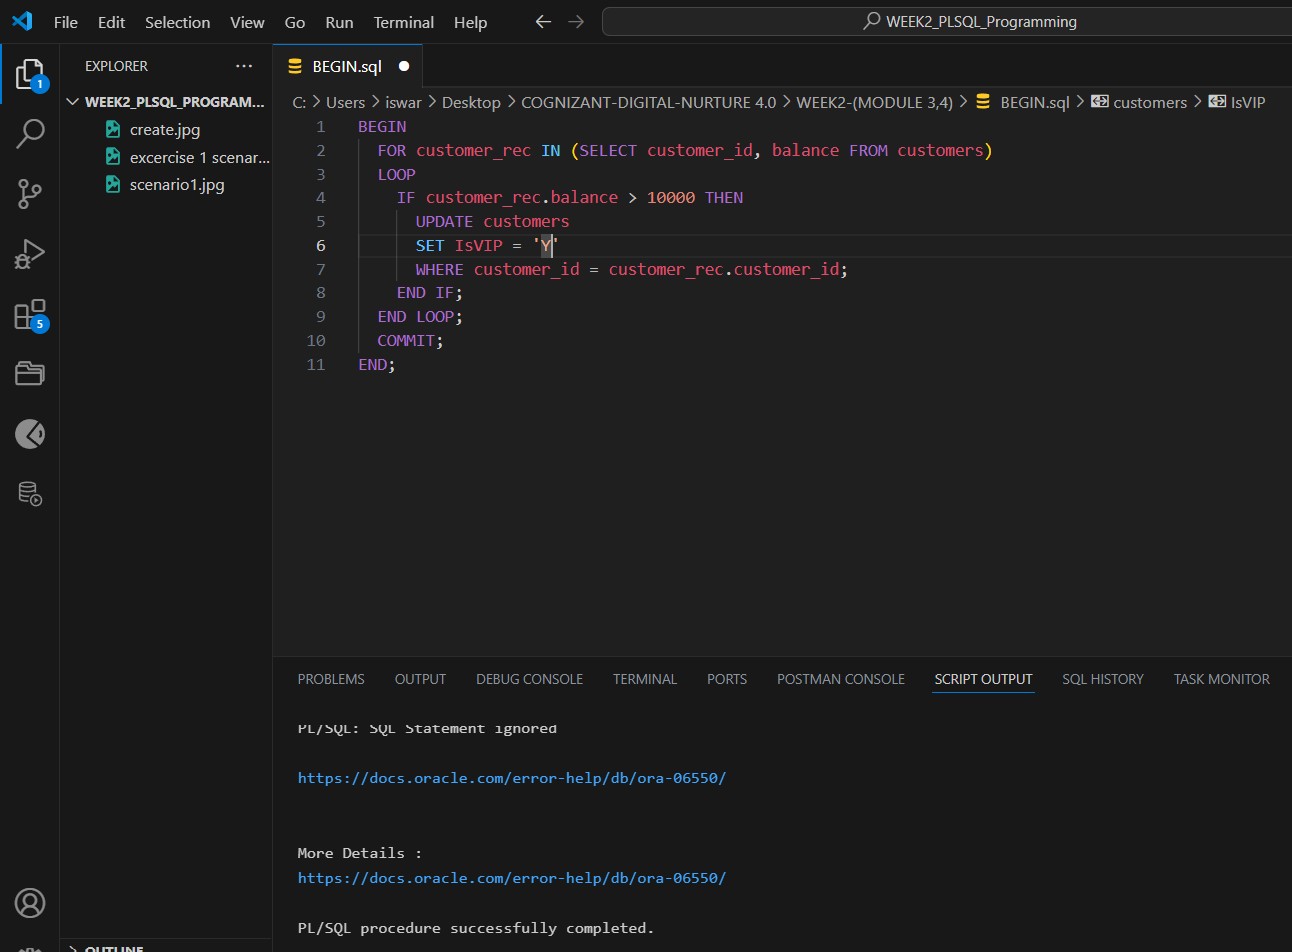 File Edit Selection View Go Run Terminal Help
WEEK2_PLSQL_Programming
EXPLORER
1
WEEK2_PLSQL_PROGRAM...
create.jpg
excercise 1 scenar...
scenario1.jpg
5
OUTLINE
BEGIN.sql
C: > Users > iswar > Desktop > COGNIZANT-DIGITAL-NURTURE 4.0 > WEEK2-(MODULE 3,4) > BEGIN.sql > customers > IsVIP
1 BEGIN
2 FOR customer_rec IN (SELECT customer_id, balance FROM customers)
3 LOOP
4 IF customer_rec.balance > 10000 THEN
5 UPDATE customers
6 SET IsVIP = 'Y'
7 WHERE customer_id = customer_rec.customer_id;
8 END IF;
9 END LOOP;
10 COMMIT;
11 END;
PROBLEMS OUTPUT DEBUG CONSOLE TERMINAL PORTS POSTMAN CONSOLE SCRIPT OUTPUT SQL HISTORY TASK MONITOR
PL/SQL: SQL Statement ignored
https://docs.oracle.com/error-help/db/ora-06550/
More Details :
https://docs.oracle.com/error-help/db/ora-06550/
PL/SQL procedure successfully completed.